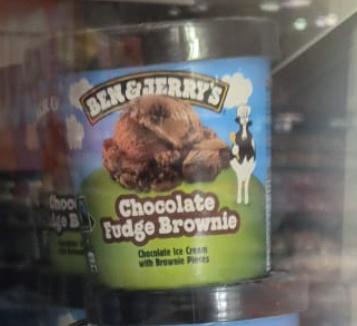 BEN & JERRY'S
Chocolate
Fudge Brownie
Chocolate Ice Cream
with Brownie Pieces